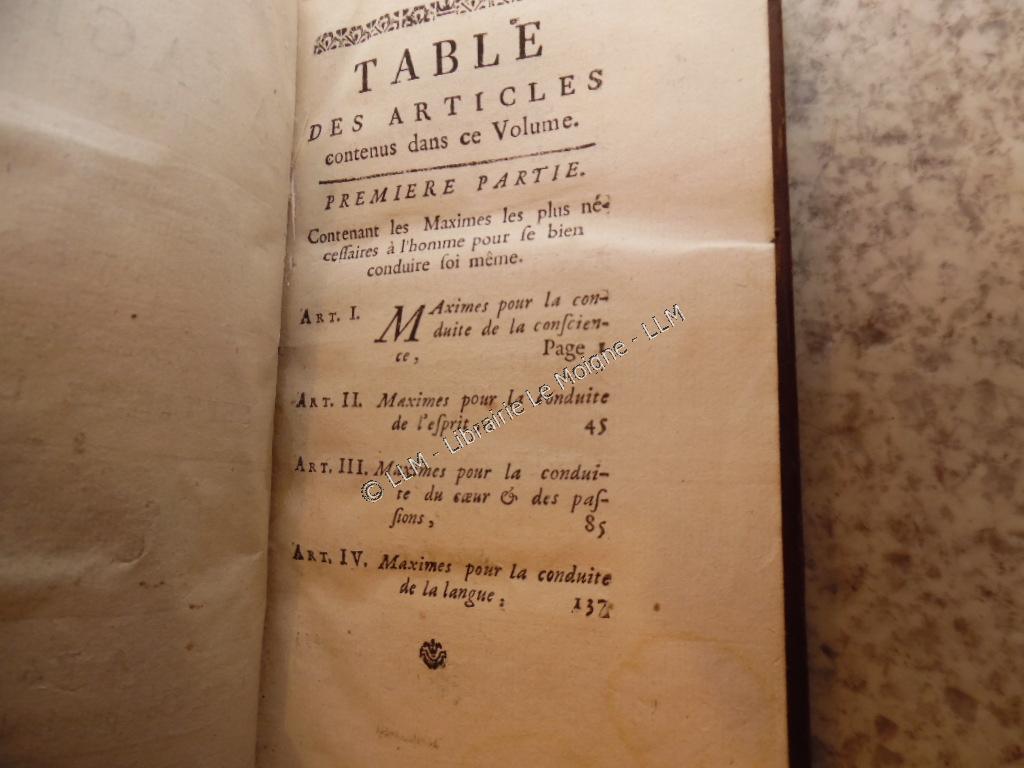 TABLE
DES ARTICLES
contenus dans ce Volume.
PREMIERE PARTIE.
Contenant les Maximes les plus né-
ceſſaires à l'homme pour ſe bien
conduire ſoi même.
ART. I. MAximes pour la con-
duite de la conſcien-
ce, Page 1
ART. II. Maximes pour la conduite
de l'eſprit, 45
ART. III. Maximes pour la condui-
te du cœur & des paſ-
ſions, 85
ART. IV. Maximes pour la conduite
de la langue, 137
© LLM - Librairie Le Moigne - LLM